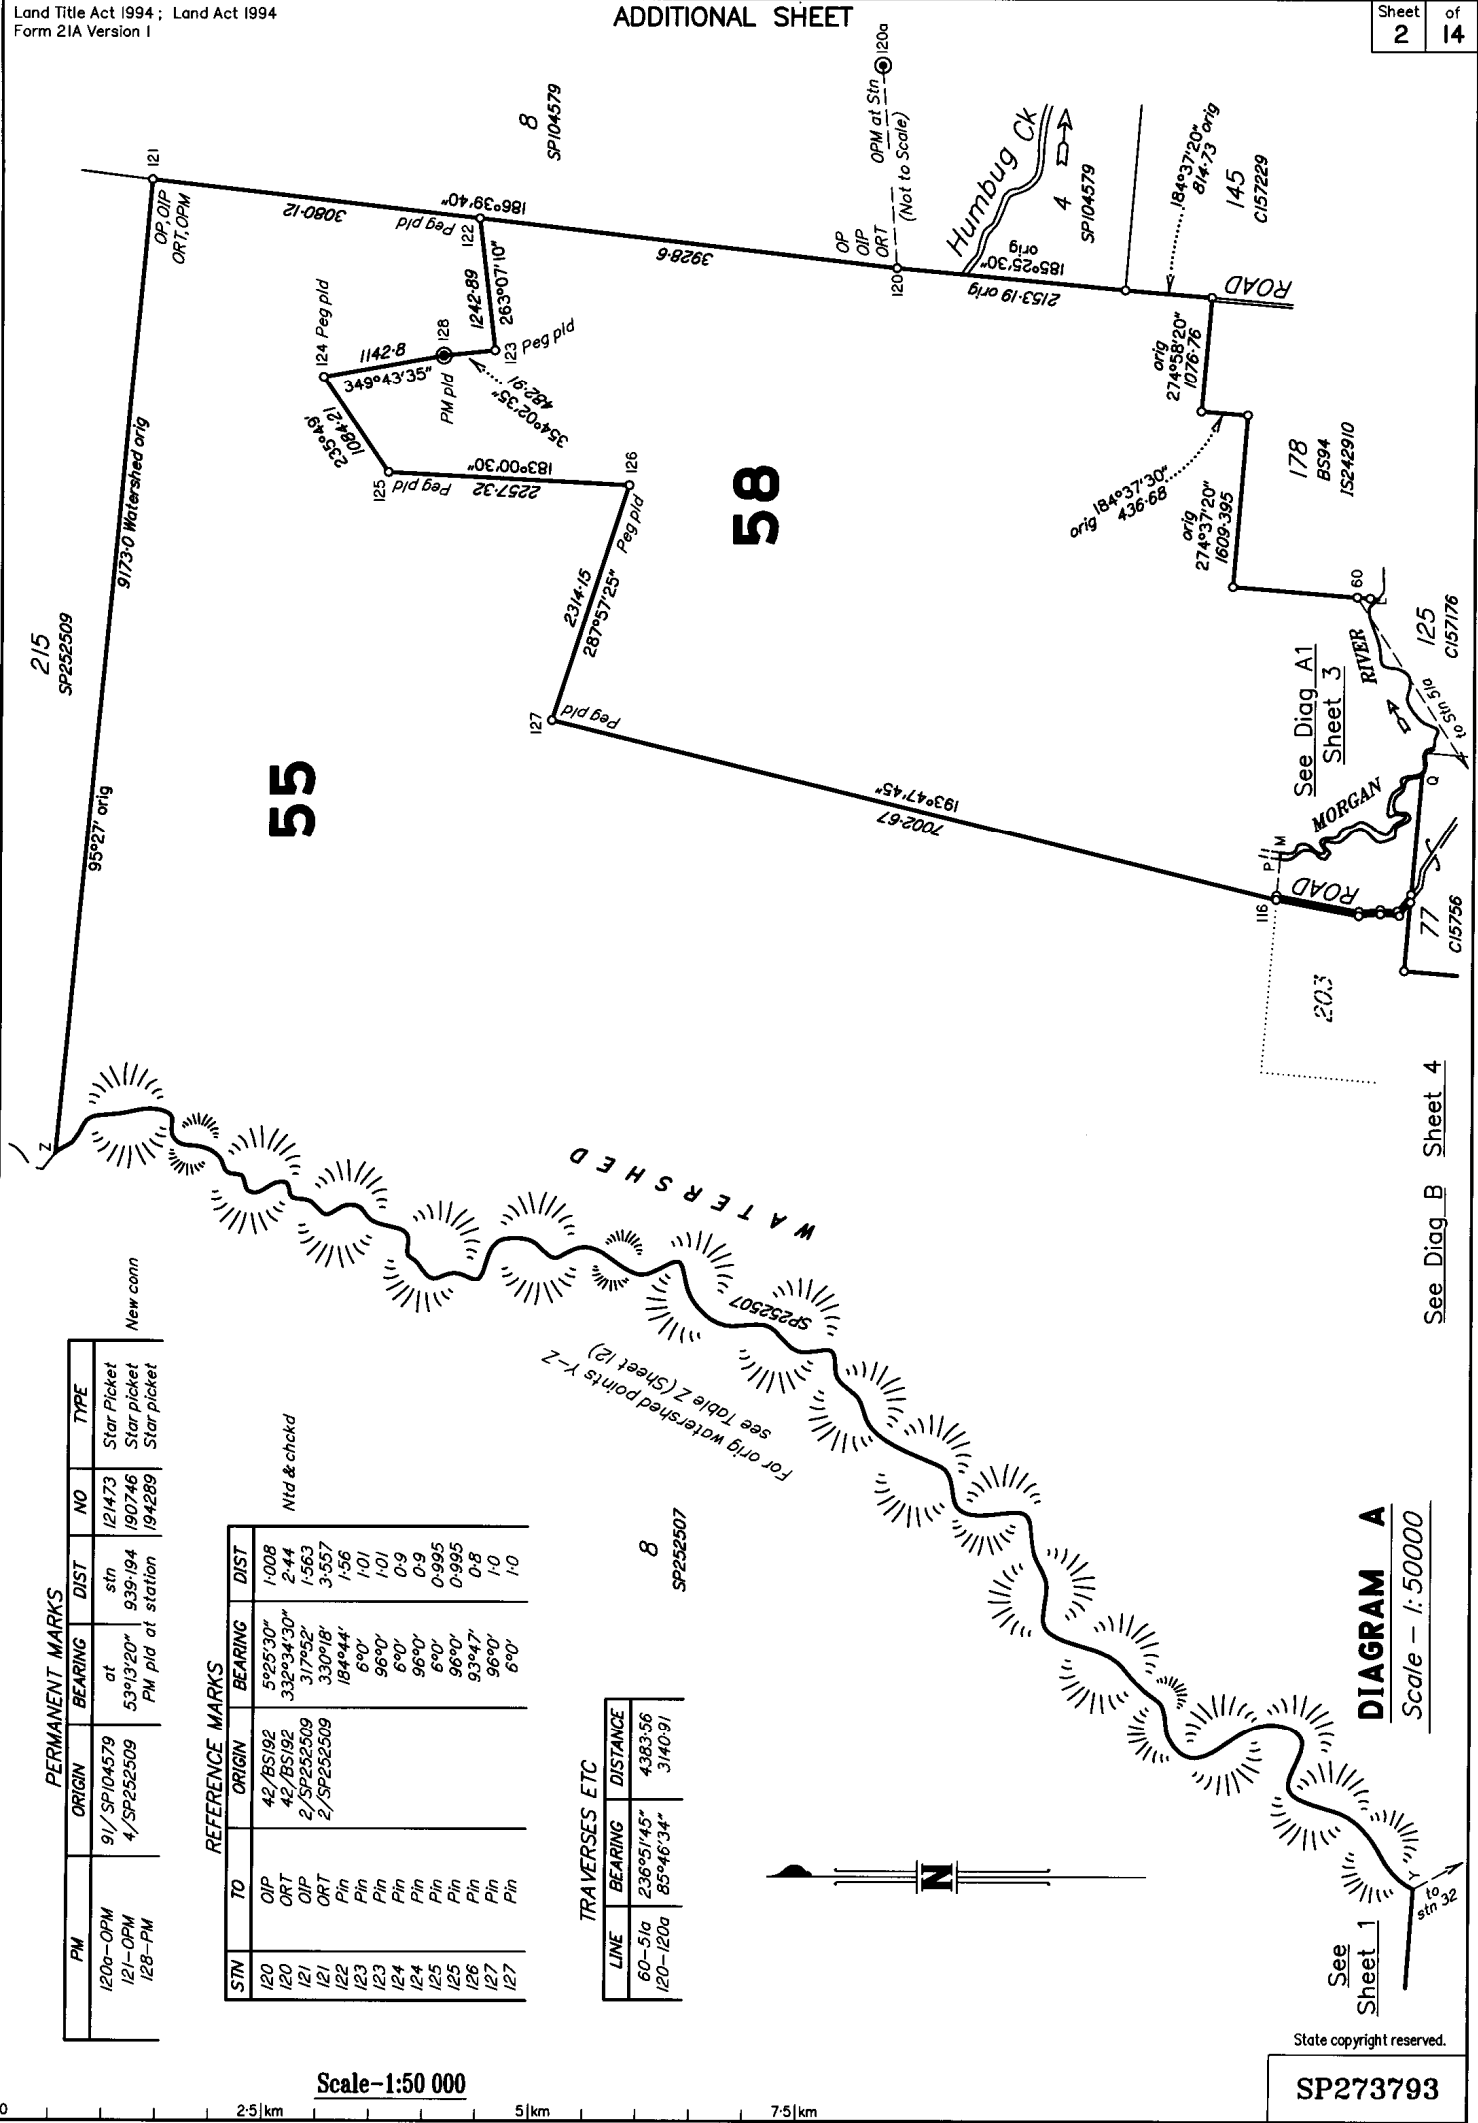 Land Title Act 1994 ; Land Act 1994
Form 21A Version 1
ADDITIONAL SHEET
Sheet of
2 14
PERMANENT MARKS
PM ORIGIN BEARING DIST NO TYPE
120a-OPM 91/SP104579 at stn 121473 Star Picket
121-OPM 4/SP252509 53°13'20" 939·194 190746 Star picket New conn
128-PM PM pld at station 194289 Star picket
REFERENCE MARKS
STN TO ORIGIN BEARING DIST
120 OIP 42/BS192 5°25'30" 1·008
120 ORT 42/BS192 332°34'30" 2·44 Ntd & chckd
121 OIP 2/SP252509 317°52' 1·563
121 ORT 2/SP252509 330°18' 3·557
122 Pin 184°44' 1·56
123 Pin 6°0' 1·01
123 Pin 96°0' 1·01
124 Pin 6°0' 0·9
124 Pin 96°0' 0·9
125 Pin 6°0' 0·995
125 Pin 96°0' 0·995
126 Pin 93°47' 0·8
127 Pin 96°0' 1·0
127 Pin 6°0' 1·0
TRAVERSES ETC
LINE BEARING DISTANCE
60-51a 236°51'45" 4383·56
120-120a 85°46'34" 3140·91
N
215
SP252509
55
58
8
SP104579
8
SP252507
Z
95°27' orig
9173·0 Watershed orig
121
OP, OIP
ORT, OPM
3080·12
186°39'40"
Peg pld
122
1242·89
263°07'10"
123 Peg pld
354°02'35"
482·91
128
PM pld
1142·8
349°43'35"
124 Peg pld
235°49'
1084·21
125
Peg pld
183°00'30"
2257·32
126
Peg pld
2314·15
287°57'25"
127
Peg pld
193°47'45"
7002·67
3928·6
OP
OIP
ORT
120
OPM at Stn
(Not to Scale)
120a
Humbug Ck
4
SP104579
185°25'30"
orig
2153·19 orig
184°37'20" orig
814·73
145
C157229
ROAD
orig
274°58'20"
1076·76
orig 184°37'30"
436·68
orig
274°37'20"
1609·395
178
BS94
IS242910
60
L
125
C157176
RIVER
MORGAN
See Diag A1
Sheet 3
to Stn 51a
Q
P M
116
ROAD
77
C15756
203
See Diag B Sheet 4
WATERSHED
SP252507
For orig watershed points Y-Z
see Table Z (Sheet 12)
DIAGRAM A
Scale - 1:50000
Y
to
stn 32
See
Sheet 1
State copyright reserved.
SP273793
Scale-1:50 000
0 2·5 km 5 km 7·5 km